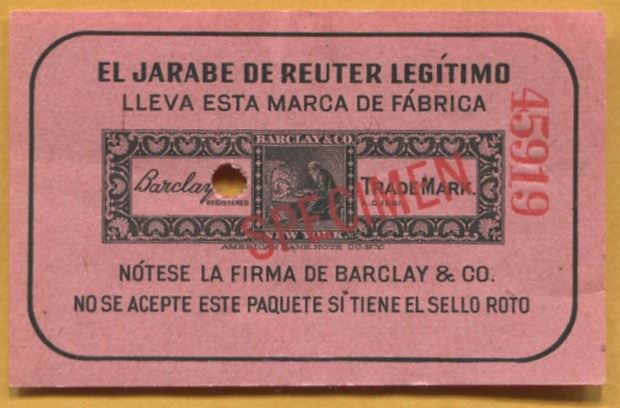 EL JARABE DE REUTER LEGÍTIMO
LLEVA ESTA MARCA DE FÁBRICA
BARCLAY & CO.
Barclay
REGISTERED
TRADE MARK.
NEW YORK.
AMERICAN BANK NOTE CO. N.Y.
SPECIMEN
45919
NÓTESE LA FIRMA DE BARCLAY & CO.
NO SE ACEPTE ESTE PAQUETE SI TIENE EL SELLO ROTO